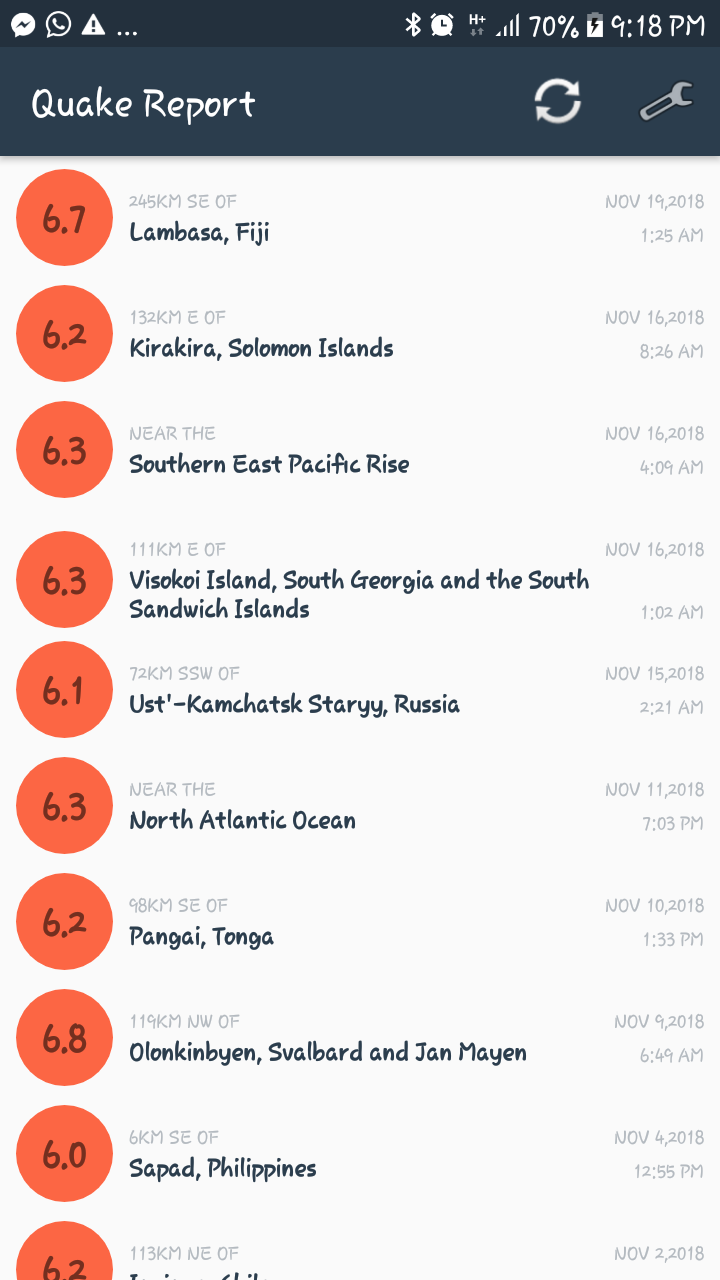 ... H+ 70% 9:18 PM
Quake Report
6.7
245KM SE OF
Lambasa, Fiji
NOV 19,2018
1:25 AM
6.2
132KM E OF
Kirakira, Solomon Islands
NOV 16,2018
8:26 AM
6.3
NEAR THE
Southern East Pacific Rise
NOV 16,2018
4:09 AM
6.3
111KM E OF
Visokoi Island, South Georgia and the South
Sandwich Islands
NOV 16,2018
1:02 AM
6.1
72KM SSW OF
Ust'-Kamchatsk Staryy, Russia
NOV 15,2018
2:21 AM
6.3
NEAR THE
North Atlantic Ocean
NOV 11,2018
7:03 PM
6.2
98KM SE OF
Pangai, Tonga
NOV 10,2018
1:33 PM
6.8
119KM NW OF
Olonkinbyen, Svalbard and Jan Mayen
NOV 9,2018
6:49 AM
6.0
6KM SE OF
Sapad, Philippines
NOV 4,2018
12:55 PM
6.2
113KM NE OF
NOV 2,2018